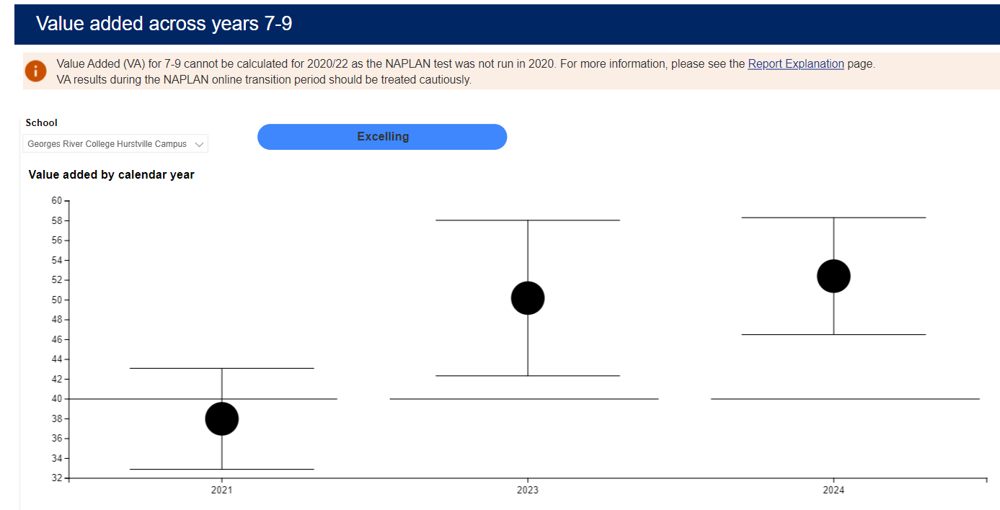 Value added across years 7-9
Value Added (VA) for 7-9 cannot be calculated for 2020/22 as the NAPLAN test was not run in 2020. For more information, please see the Report Explanation page.
VA results during the NAPLAN online transition period should be treated cautiously.
School
Georges River College Hurstville Campus
Excelling
Value added by calendar year
60
58
56
54
52
50
48
46
44
42
40
38
36
34
32
2021 2023 2024